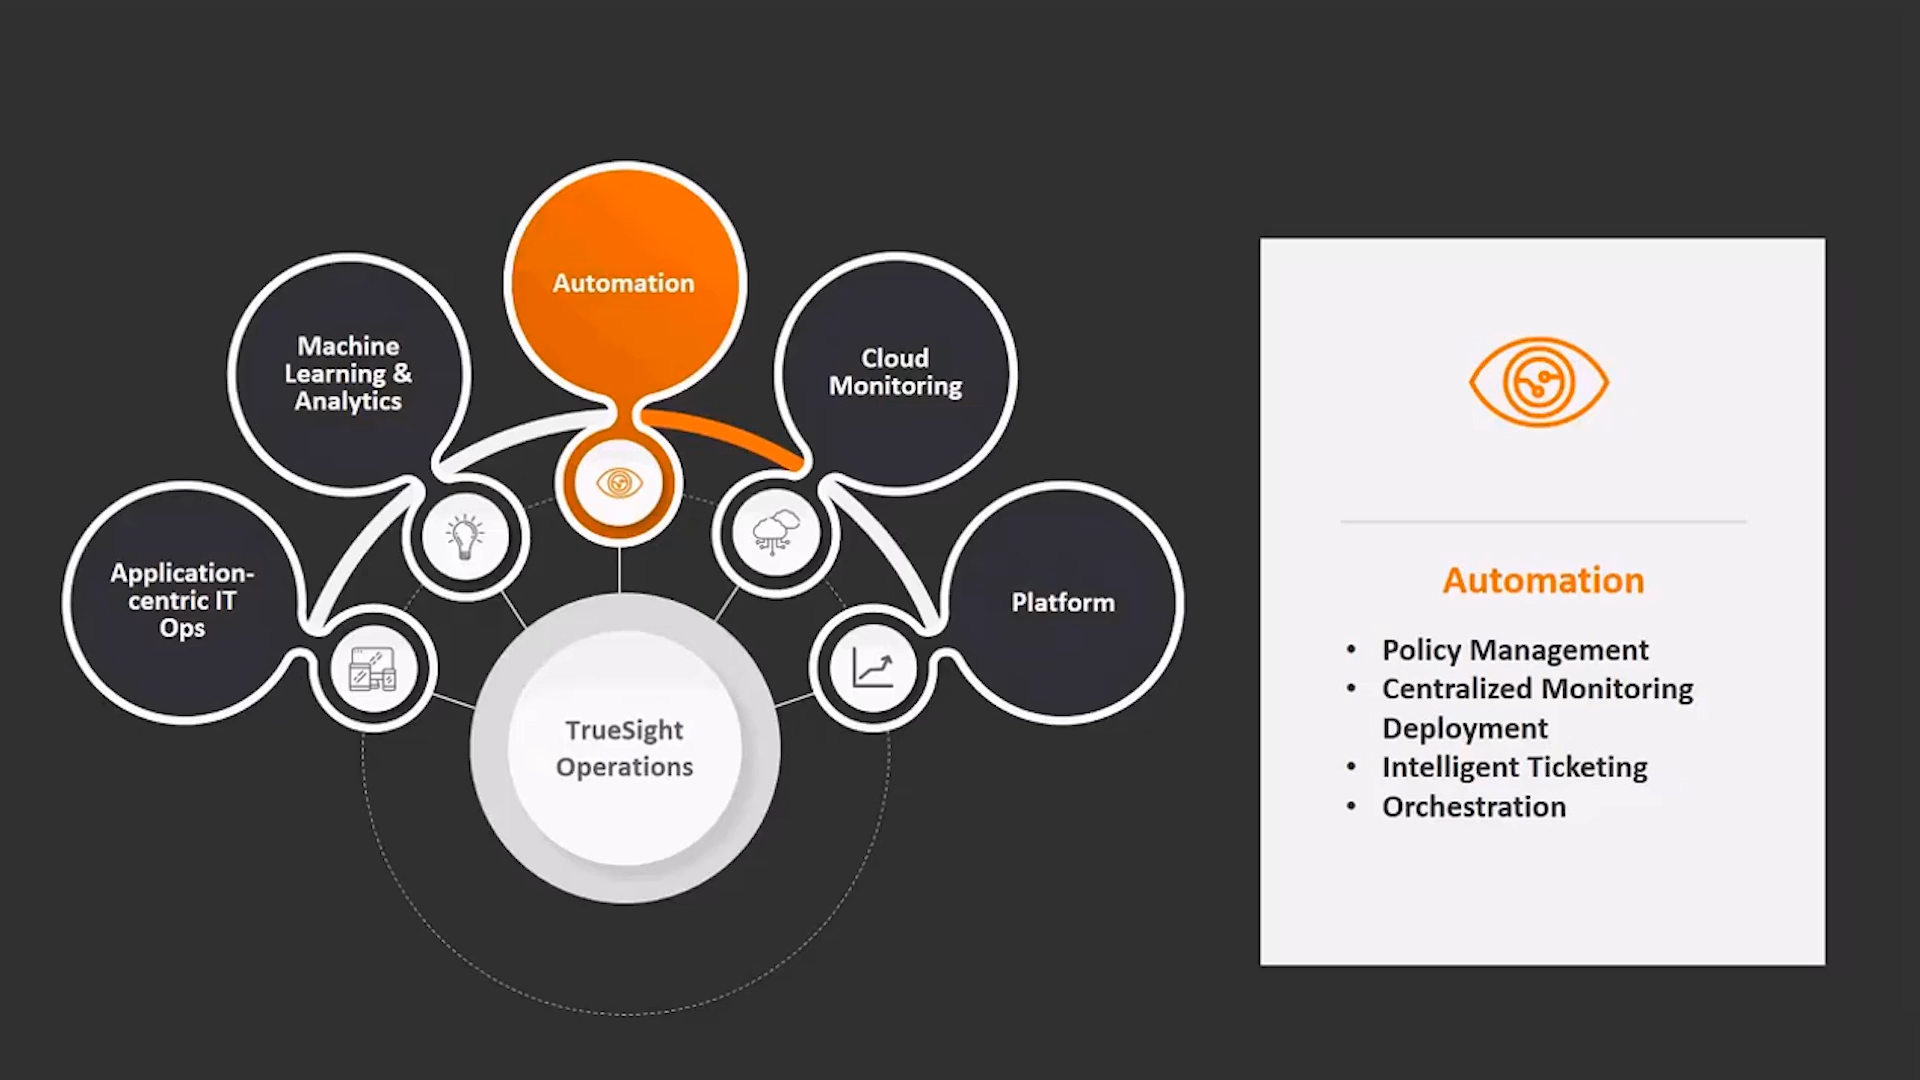 Automation
Machine
Learning &
Analytics
Cloud
Monitoring
Application-
centric IT
Ops
Platform
TrueSight
Operations
Automation
• Policy Management
• Centralized Monitoring
Deployment
• Intelligent Ticketing
• Orchestration